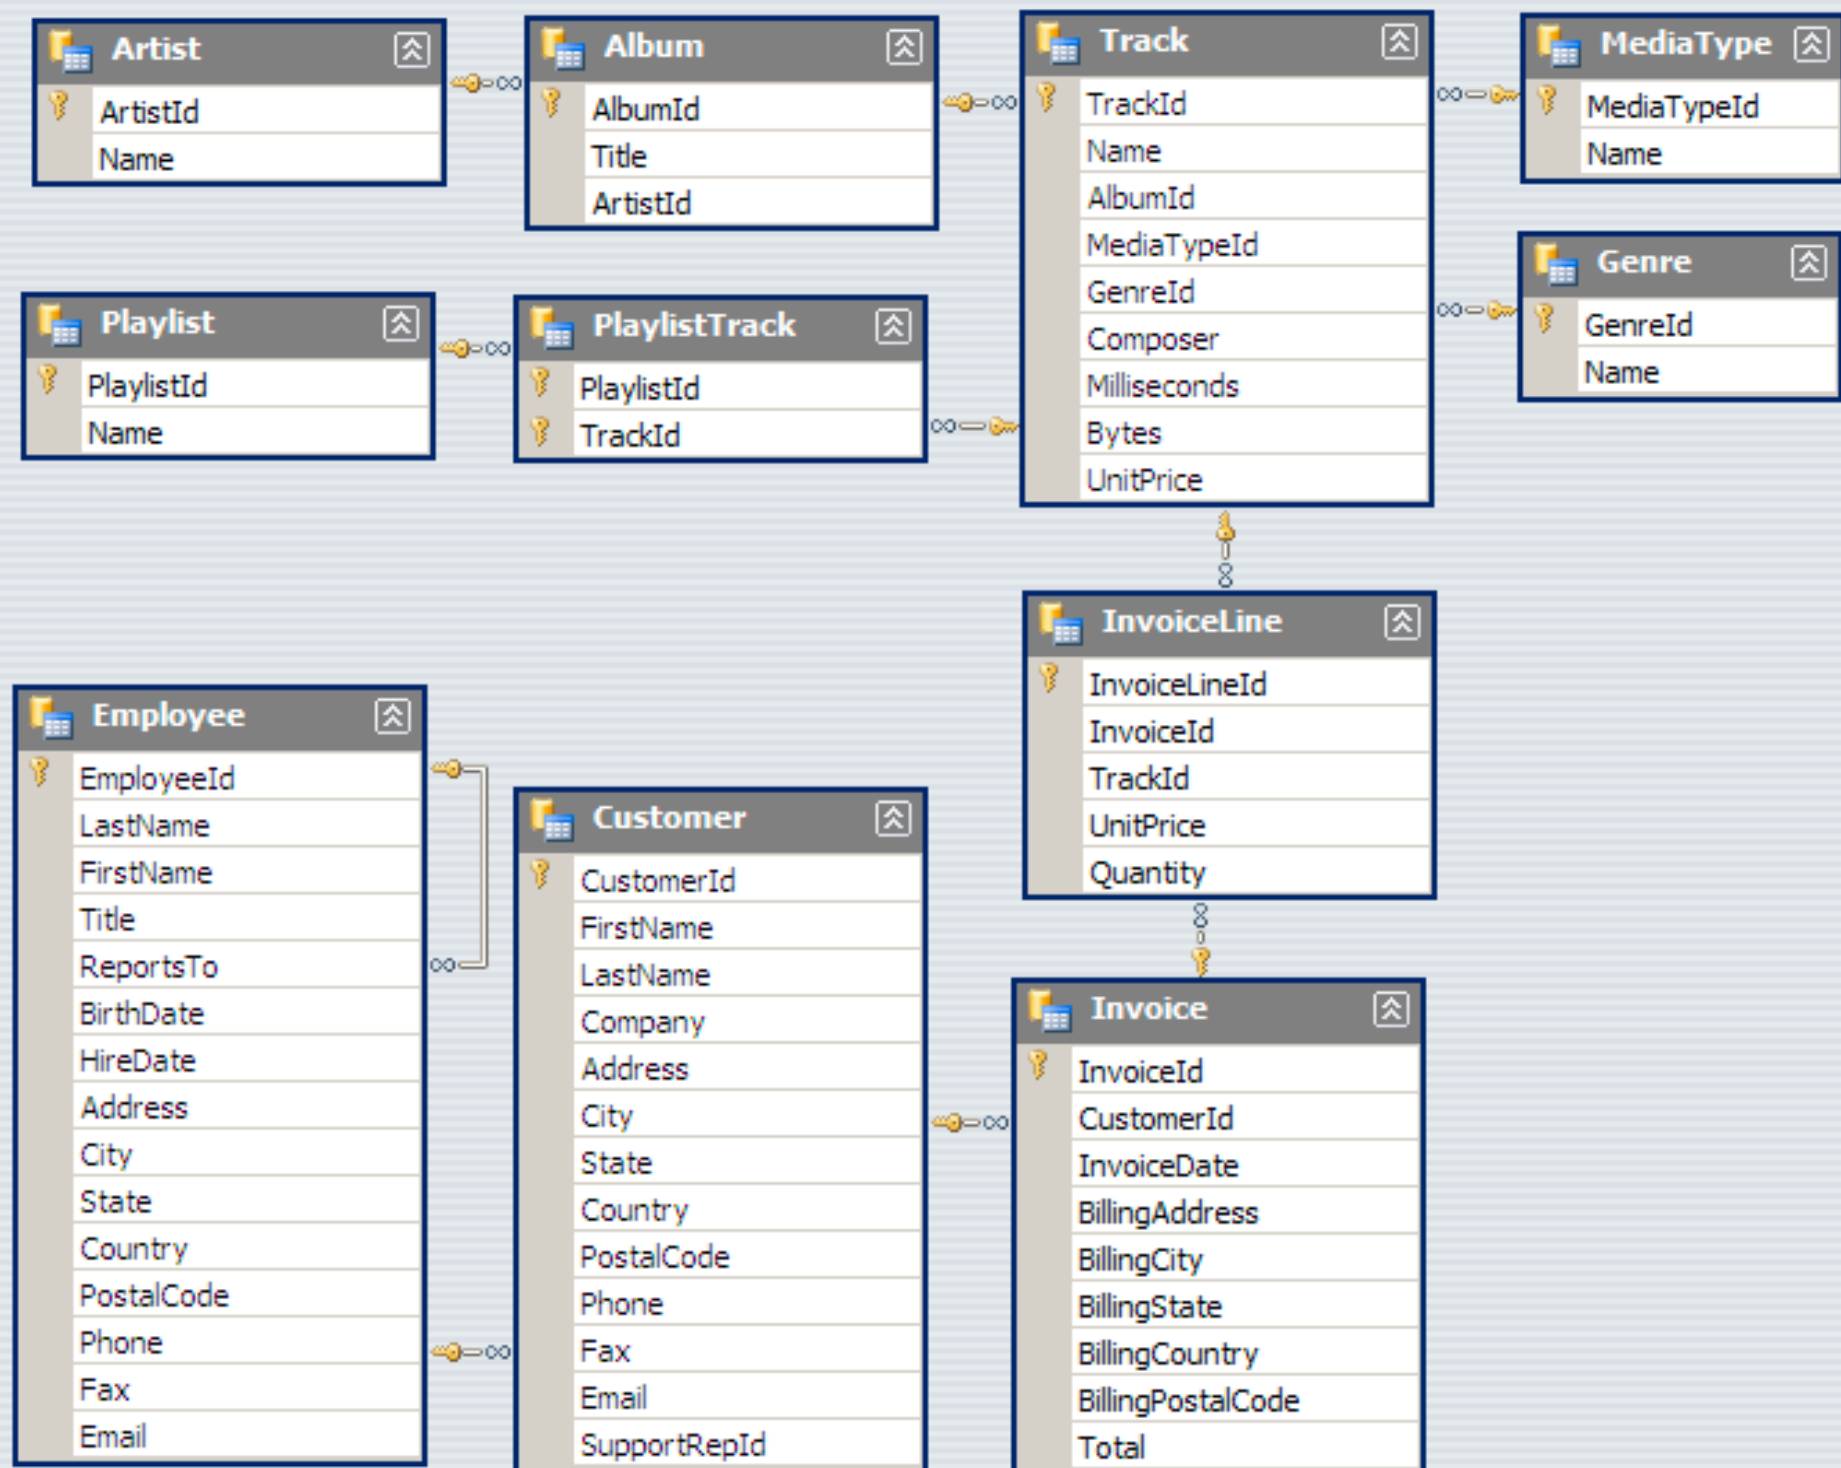 Artist
ArtistId
Name
Album
AlbumId
Title
ArtistId
Track
TrackId
Name
AlbumId
MediaTypeId
GenreId
Composer
Milliseconds
Bytes
UnitPrice
MediaType
MediaTypeId
Name
Genre
GenreId
Name
Playlist
PlaylistId
Name
PlaylistTrack
PlaylistId
TrackId
InvoiceLine
InvoiceLineId
InvoiceId
TrackId
UnitPrice
Quantity
Employee
EmployeeId
LastName
FirstName
Title
ReportsTo
BirthDate
HireDate
Address
City
State
Country
PostalCode
Phone
Fax
Email
Customer
CustomerId
FirstName
LastName
Company
Address
City
State
Country
PostalCode
Phone
Fax
Email
SupportRepId
Invoice
InvoiceId
CustomerId
InvoiceDate
BillingAddress
BillingCity
BillingState
BillingCountry
BillingPostalCode
Total